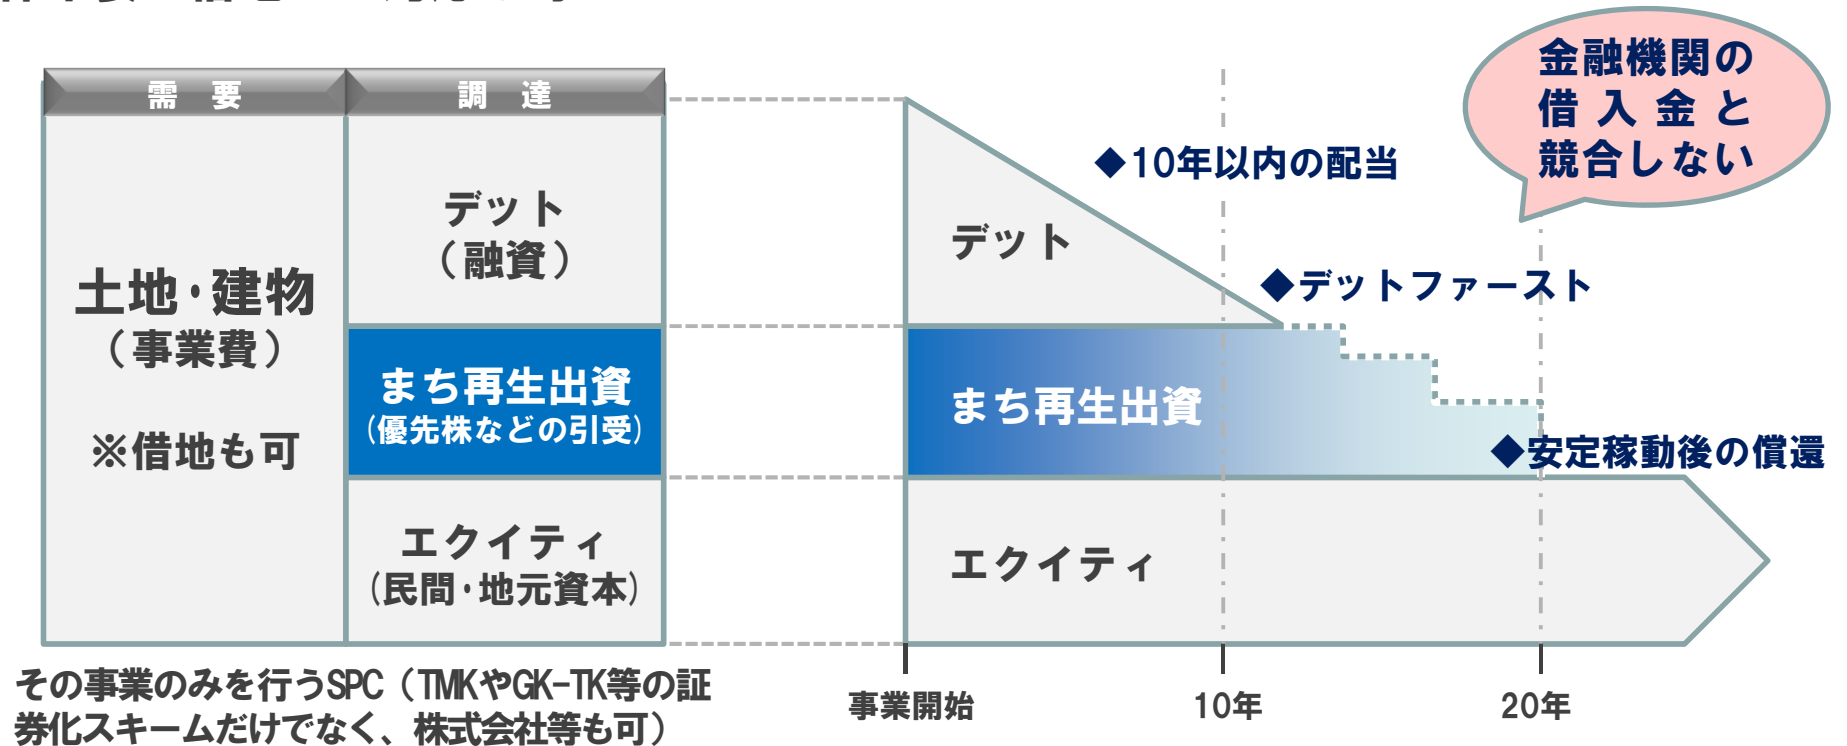 需 要
調 達
土地・建物
（事業費）
※借地も可
デット
（融資）
まち再生出資
（優先株などの引受）
エクイティ
（民間・地元資本）
その事業のみを行うSPC（TMKやGK-TK等の証
券化スキームだけでなく、株式会社等も可）
金融機関の
借入金と
競合しない
◆10年以内の配当
デット
◆デットファースト
まち再生出資
◆安定稼動後の償還
エクイティ
事業開始
10年
20年